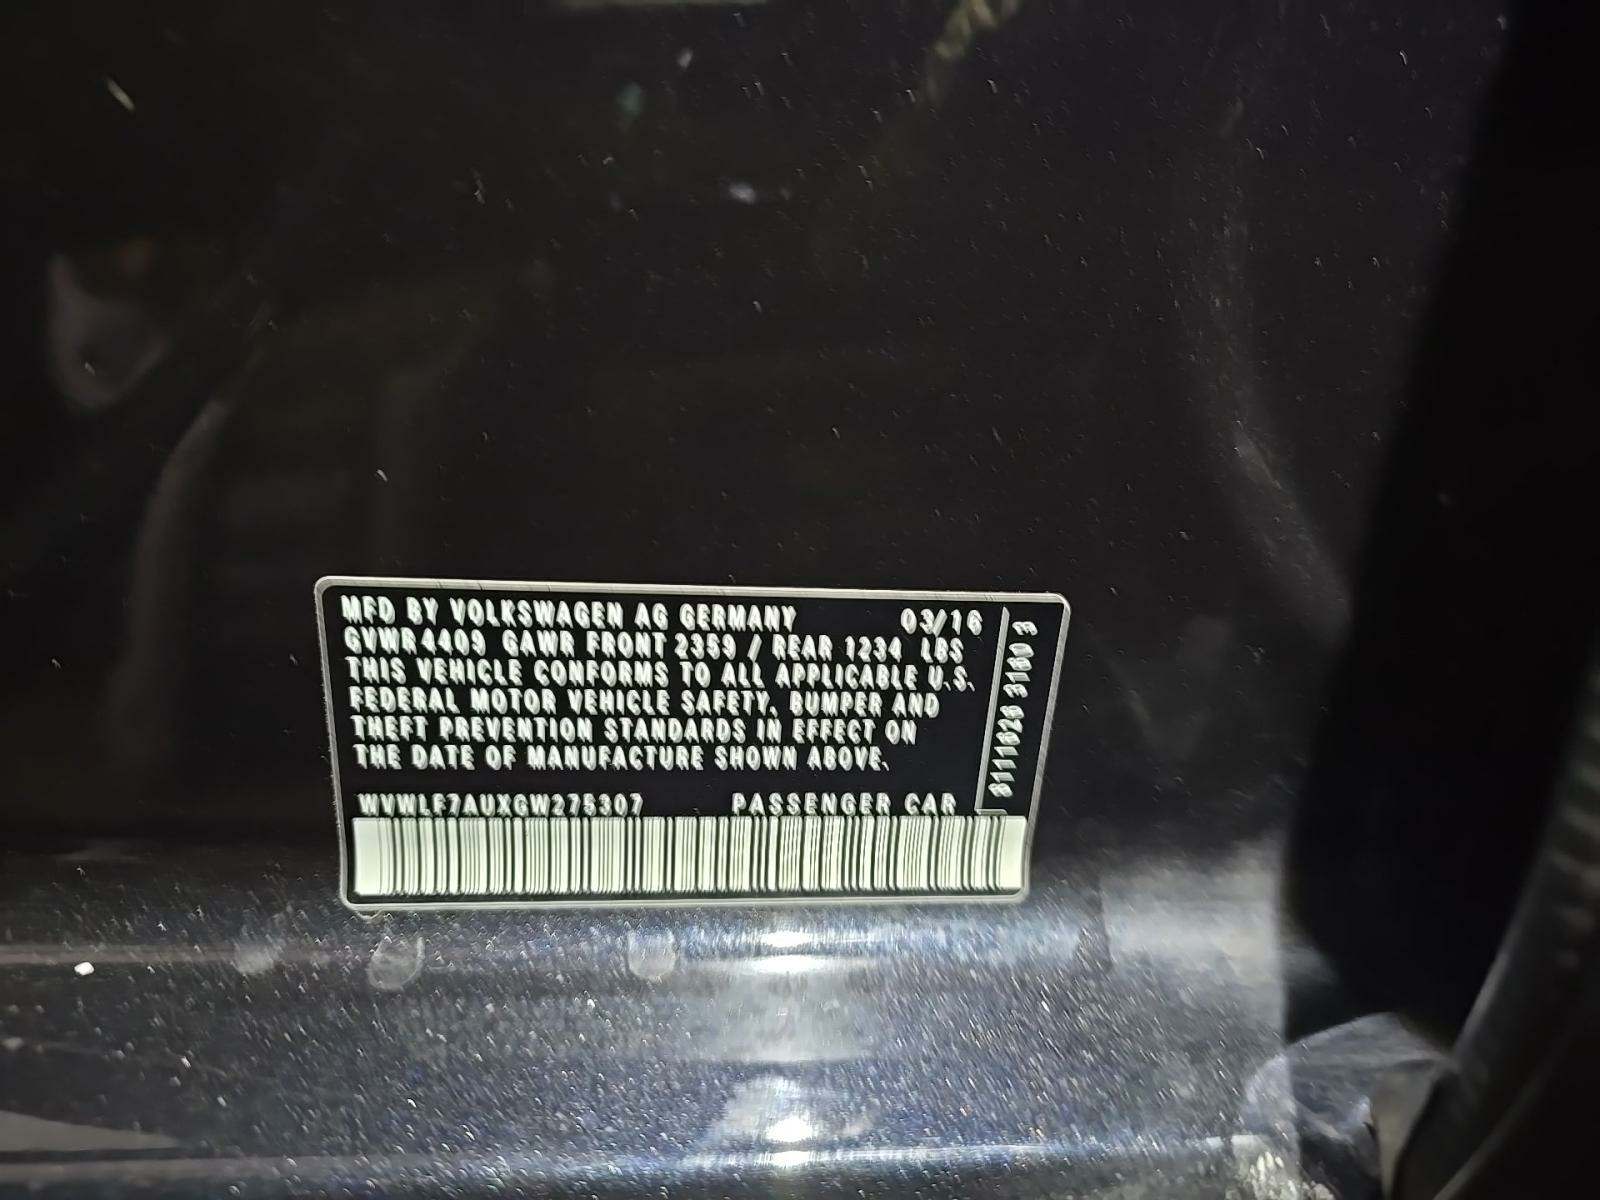 MFD BY VOLKSWAGEN AG GERMANY 03/16
GVWR 4409 GAWR FRONT 2359 / REAR 1234 LBS
THIS VEHICLE CONFORMS TO ALL APPLICABLE U.S.
FEDERAL MOTOR VEHICLE SAFETY, BUMPER AND
THEFT PREVENTION STANDARDS IN EFFECT ON
THE DATE OF MANUFACTURE SHOWN ABOVE.
WVWLF7AUXGW275307 PASSENGER CAR